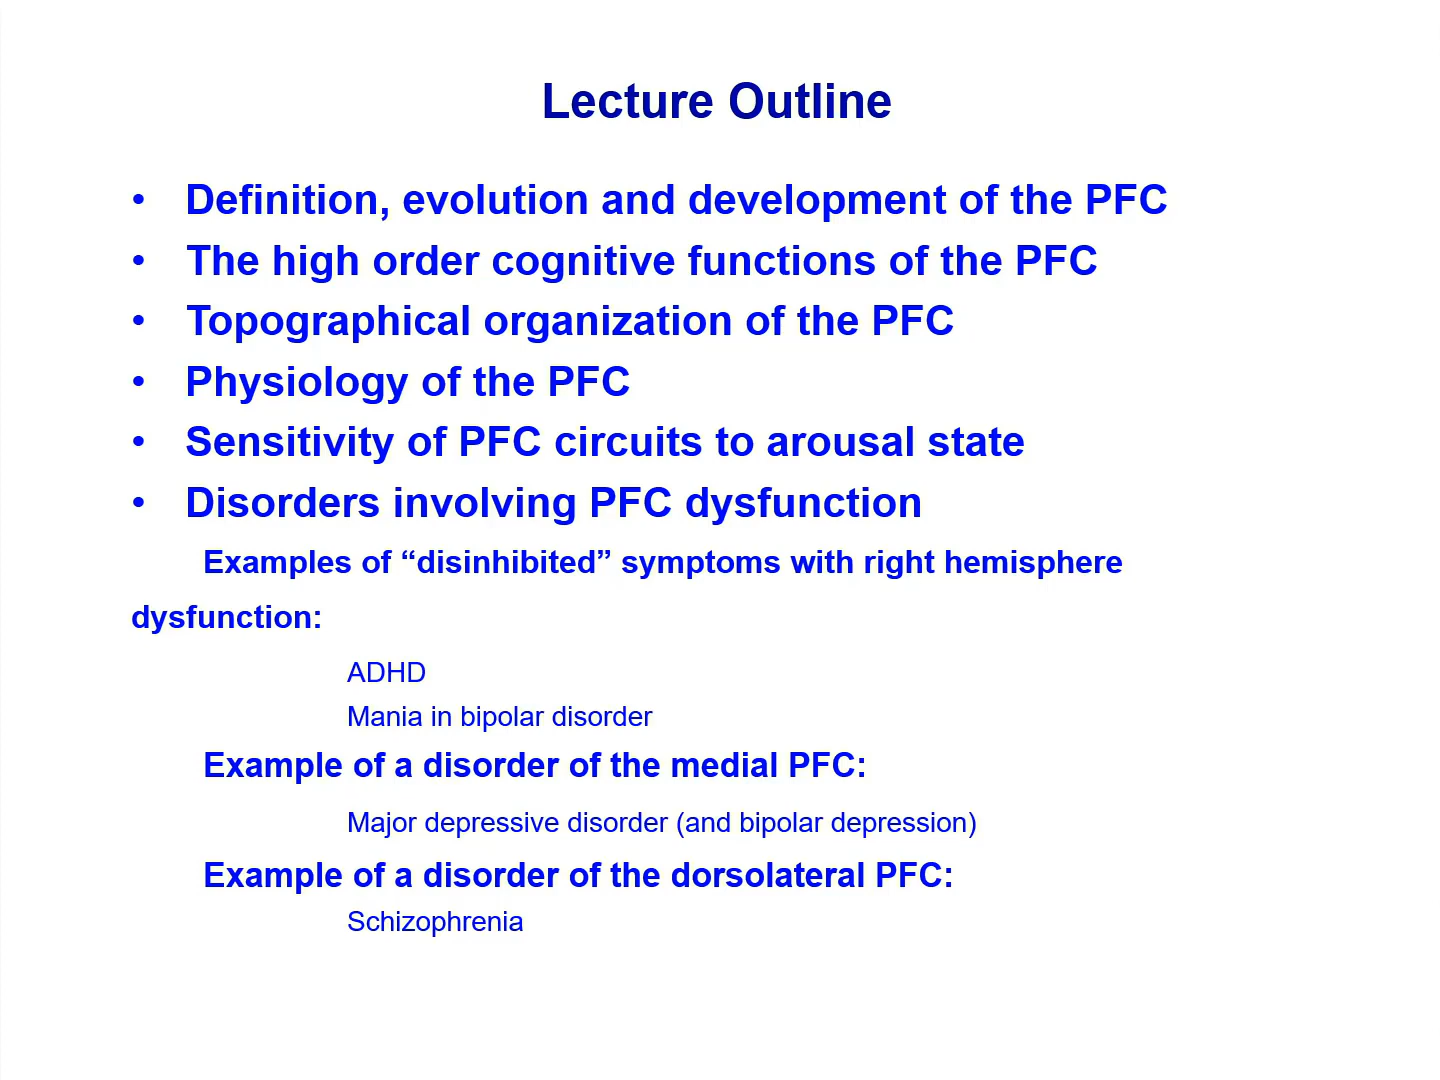 Lecture Outline
• Definition, evolution and development of the PFC
• The high order cognitive functions of the PFC
• Topographical organization of the PFC
• Physiology of the PFC
• Sensitivity of PFC circuits to arousal state
• Disorders involving PFC dysfunction
Examples of “disinhibited” symptoms with right hemisphere
dysfunction:
ADHD
Mania in bipolar disorder
Example of a disorder of the medial PFC:
Major depressive disorder (and bipolar depression)
Example of a disorder of the dorsolateral PFC:
Schizophrenia